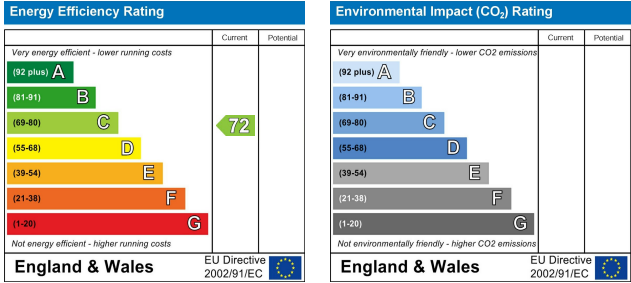 Energy Efficiency Rating
Current Potential
Very energy efficient - lower running costs
(92 plus) A
(81-91) B
(69-80) C
72
(55-68) D
(39-54) E
(21-38) F
(1-20) G
Not energy efficient - higher running costs
England & Wales
EU Directive
2002/91/EC
Environmental Impact (CO₂) Rating
Current Potential
Very environmentally friendly - lower CO2 emissions
(92 plus) A
(81-91) B
(69-80) C
(55-68) D
(39-54) E
(21-38) F
(1-20) G
Not environmentally friendly - higher CO2 emissions
England & Wales
EU Directive
2002/91/EC